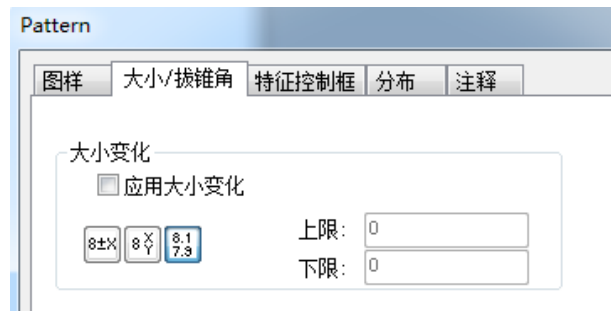 Pattern
图样 大小/拔锥角 特征控制框 分布 注释
大小变化
应用大小变化
8±X 8 X Y 8.1 7.9
上限: 0
下限: 0